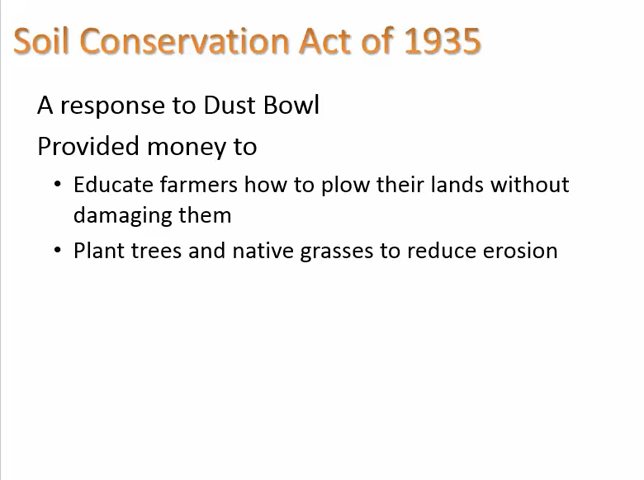 Soil Conservation Act of 1935
A response to Dust Bowl
Provided money to
• Educate farmers how to plow their lands without
damaging them
• Plant trees and native grasses to reduce erosion